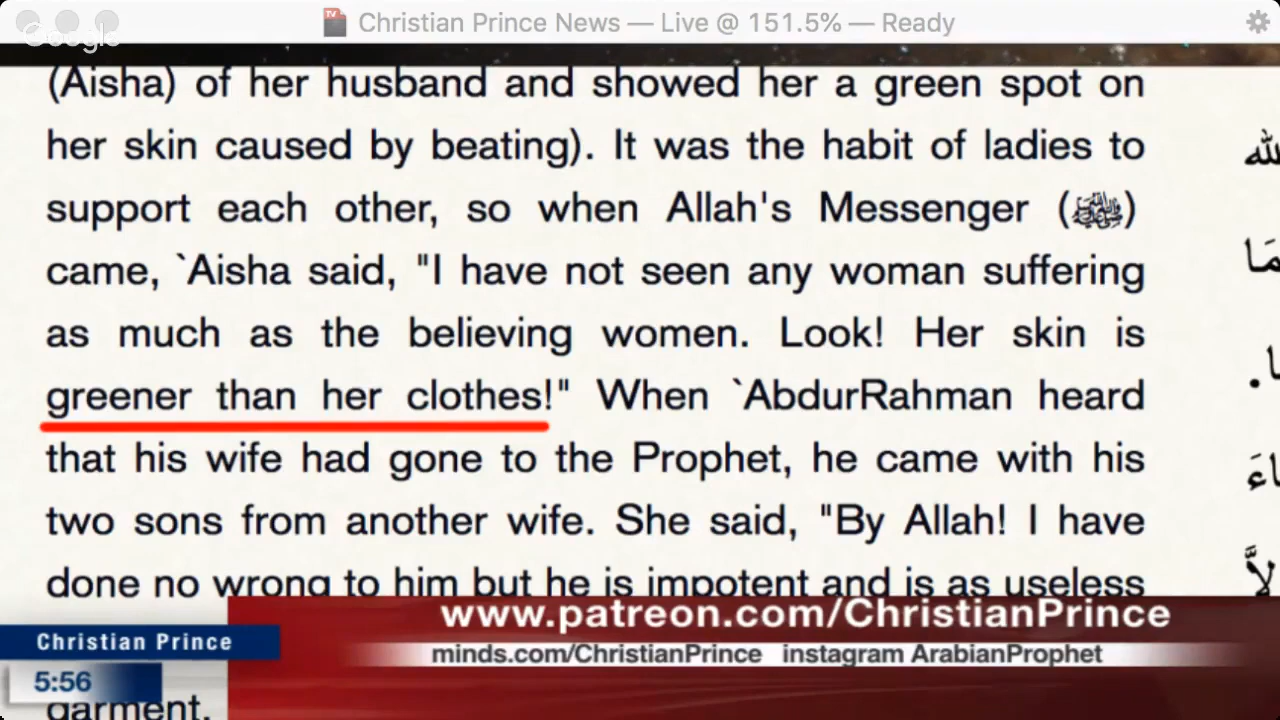 Christian Prince News — Live @ 151.5% — Ready
Google
(Aisha) of her husband and showed her a green spot on
her skin caused by beating). It was the habit of ladies to
support each other, so when Allah's Messenger (ﷺ)
came, `Aisha said, "I have not seen any woman suffering
as much as the believing women. Look! Her skin is
greener than her clothes!" When `AbdurRahman heard
that his wife had gone to the Prophet, he came with his
two sons from another wife. She said, "By Allah! I have
done no wrong to him but he is impotent and is as useless
garment.
www.patreon.com/ChristianPrince
Christian Prince
minds.com/ChristianPrince instagram ArabianProphet
5:56